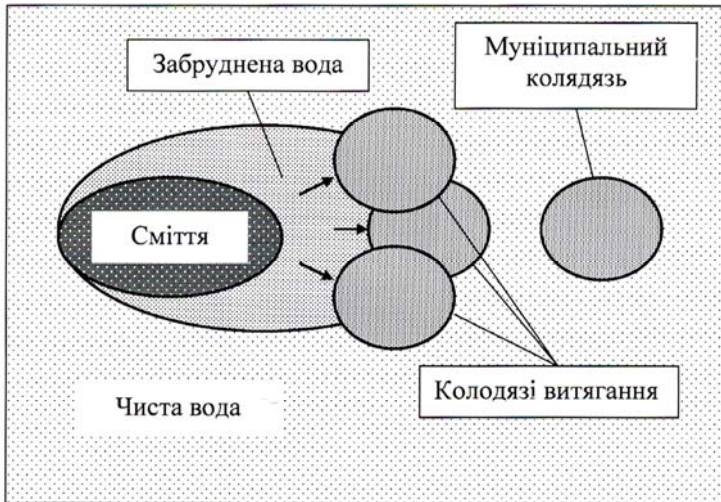 Забруднена вода
Муніципальний
колядязь
Сміття
Колодязі витягання
Чиста вода